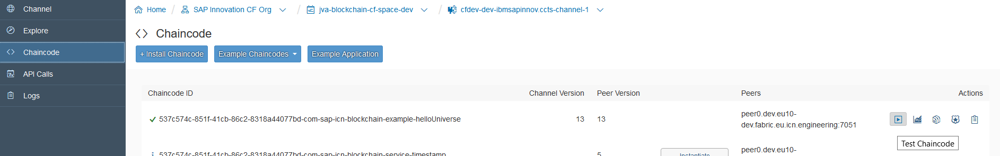 Channel
Explore
Chaincode
API Calls
Logs
Home / SAP Innovation CF Org / jva-blockchain-cf-space-dev / cfdev-dev-ibmsapinnov.ccts-channel-1
<> Chaincode
+ Install Chaincode Example Chaincodes Example Application
Chaincode ID Channel Version Peer Version Peers Actions
537c574c-851f-41cb-86c2-8318a44077bd-com-sap-icn-blockchain-example-helloUniverse 13 13 peer0.dev.eu10-
dev.fabric.eu.icn.engineering:7051
Test Chaincode
537c574c-851f-41cb-86c2-8318a44077bd-com-sap-icn-blockchain-service-timestamp 5 Instantiate peer0.dev.eu10-